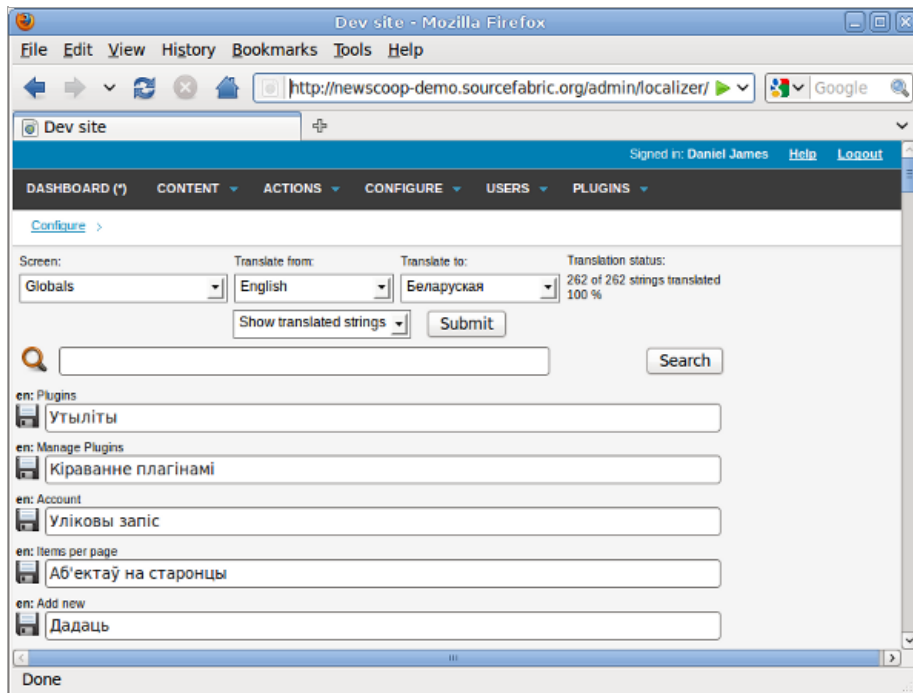 Dev site - Mozilla Firefox
File Edit View History Bookmarks Tools Help
http://newscoop-demo.sourcefabric.org/admin/localizer/ Google
Dev site
Signed in: Daniel James Help Logout
DASHBOARD (*) CONTENT ACTIONS CONFIGURE USERS PLUGINS
Configure >
Screen: Translate from: Translate to: Translation status:
Globals English Беларуская 262 of 262 strings translated
100 %
Show translated strings Submit
Search
en: Plugins
Утыліты
en: Manage Plugins
Кіраванне плагінамі
en: Account
Уліковы запіс
en: Items per page
Аб'ектаў на старонцы
en: Add new
Дадаць
Done